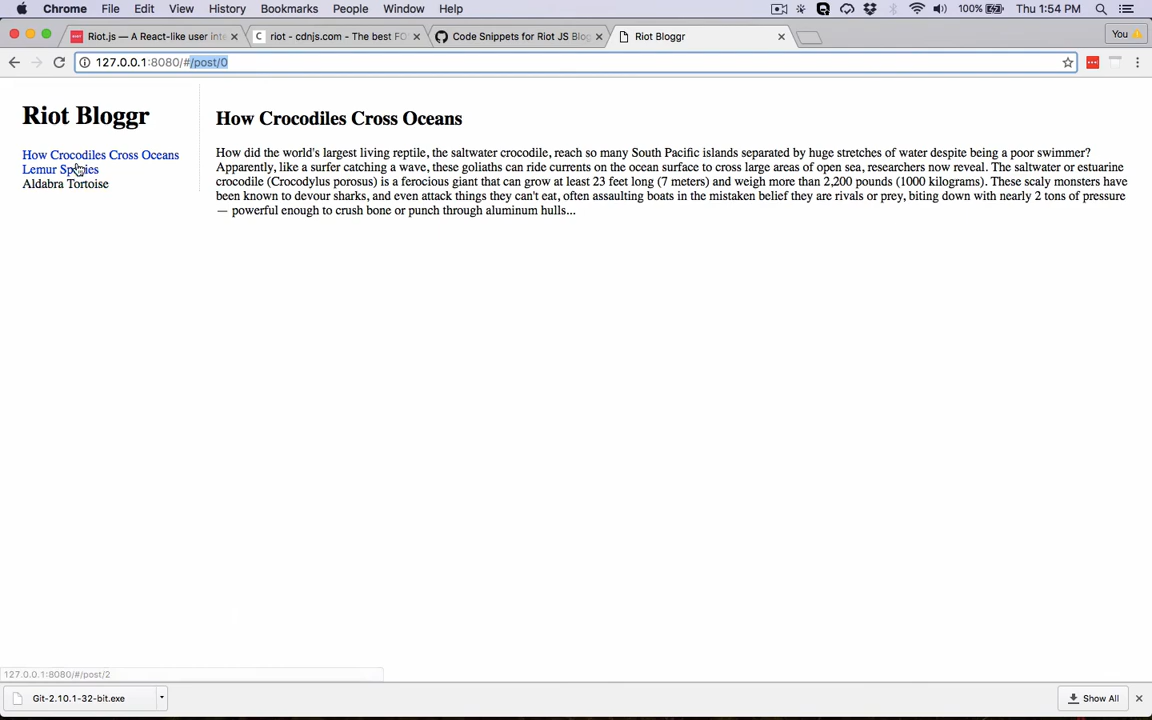 Chrome File Edit View History Bookmarks People Window Help 100% Thu 1:54 PM
Riot.js — A React-like user inte
riot - cdnjs.com - The best FO
Code Snippets for Riot JS Blog
Riot Bloggr
You
127.0.0.1:8080/#/post/0
Riot Bloggr
How Crocodiles Cross Oceans
Lemur Species
Aldabra Tortoise
How Crocodiles Cross Oceans
How did the world's largest living reptile, the saltwater crocodile, reach so many South Pacific islands separated by huge stretches of water despite being a poor swimmer?
Apparently, like a surfer catching a wave, these goliaths can ride currents on the ocean surface to cross large areas of open sea, researchers now reveal. The saltwater or estuarine
crocodile (Crocodylus porosus) is a ferocious giant that can grow at least 23 feet long (7 meters) and weigh more than 2,200 pounds (1000 kilograms). These scaly monsters have
been known to devour sharks, and even attack things they can't eat, often assaulting boats in the mistaken belief they are rivals or prey, biting down with nearly 2 tons of pressure
— powerful enough to crush bone or punch through aluminum hulls...
127.0.0.1:8080/#/post/2
Git-2.10.1-32-bit.exe
Show All